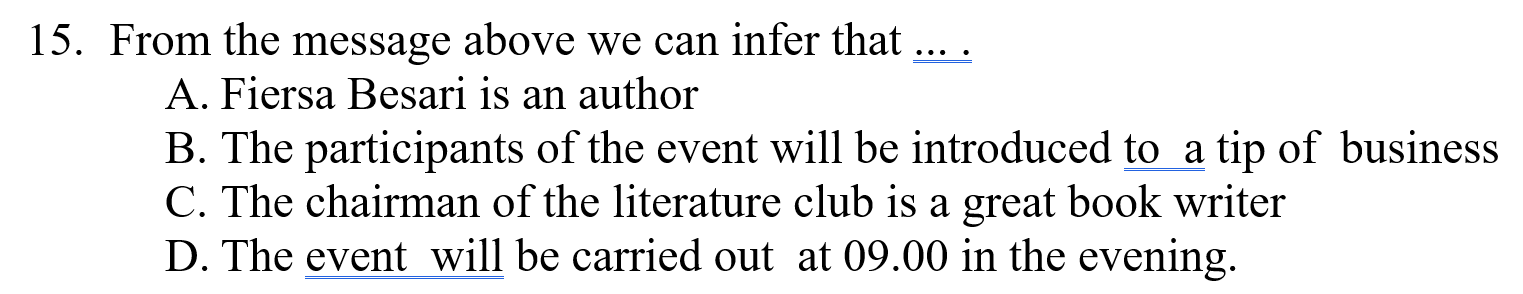 15. From the message above we can infer that ... .
A. Fiersa Besari is an author
B. The participants of the event will be introduced to a tip of business
C. The chairman of the literature club is a great book writer
D. The event will be carried out at 09.00 in the evening.